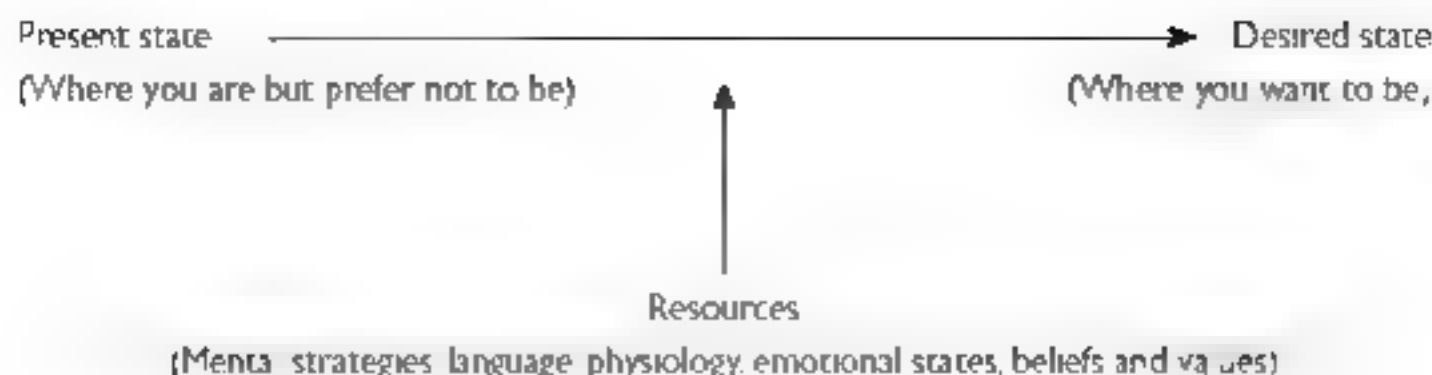 Present state Desired state
(Where you are but prefer not to be) (Where you want to be,
Resources
(Mental strategies, language, physiology, emotional states, beliefs and values)